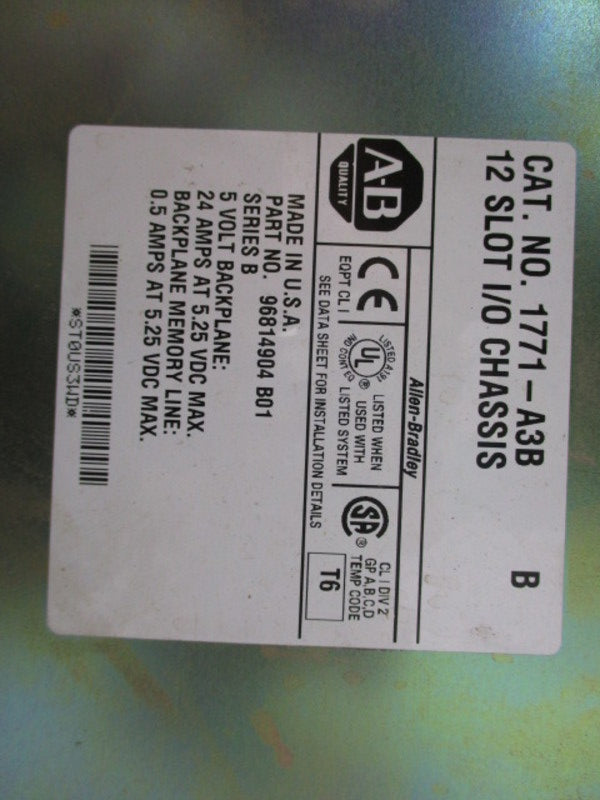 CAT. NO. 1771-A3B B
12 SLOT I/O CHASSIS
Allen-Bradley
A-B
QUALITY
CE
EQPT CL I
UL
®
LISTED
CONT EQ
LISTED WHEN
USED WITH
LISTED SYSTEM
SA
®
CL I DIV 2
GP A,B,C,D
TEMP CODE
T6
SEE DATA SHEET FOR INSTALLATION DETAILS
MADE IN U.S.A.
PART NO. 96814904 B01
SERIES B
5 VOLT BACKPLANE:
24 AMPS AT 5.25 VDC MAX.
BACKPLANE MEMORY LINE:
0.5 AMPS AT 5.25 VDC MAX.
*ST0US3WD*